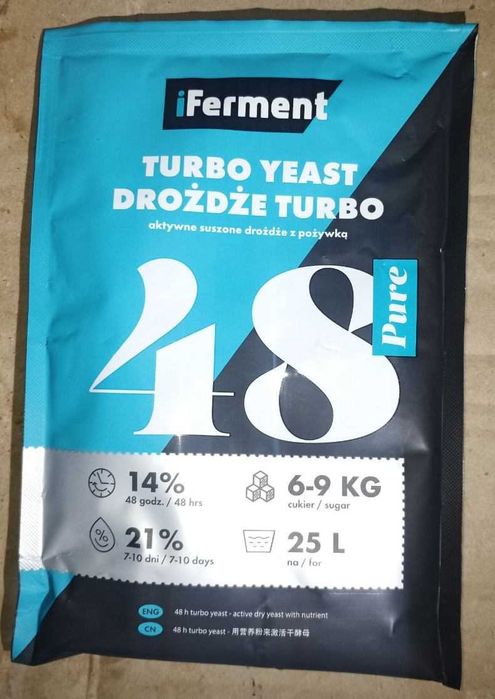 iFerment
TURBO YEAST
DROŻDŻE TURBO
aktywne suszone drożdże z pożywką
48
Pure
14%
48 godz. / 48 hrs
6-9 KG
cukier / sugar
%
21%
7-10 dni / 7-10 days
25 L
na / for
ENG 48 h turbo yeast - active dry yeast with nutrient
CN 48 h turbo yeast - 用营养粉来激活干酵母